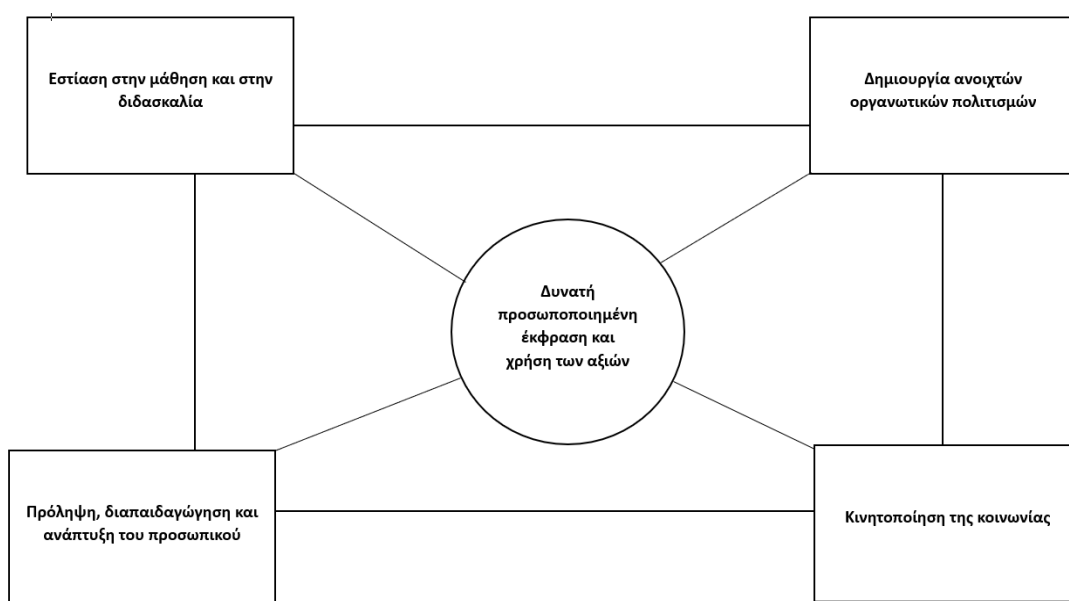 Εστίαση στην μάθηση και στην
διδασκαλία
Δημιουργία ανοιχτών
οργανωτικών πολιτισμών
Δυνατή
προσωποποιημένη
έκφραση και
χρήση των αξιών
Πρόληψη, διαπαιδαγώγηση και
ανάπτυξη του προσωπικού
Κινητοποίηση της κοινωνίας